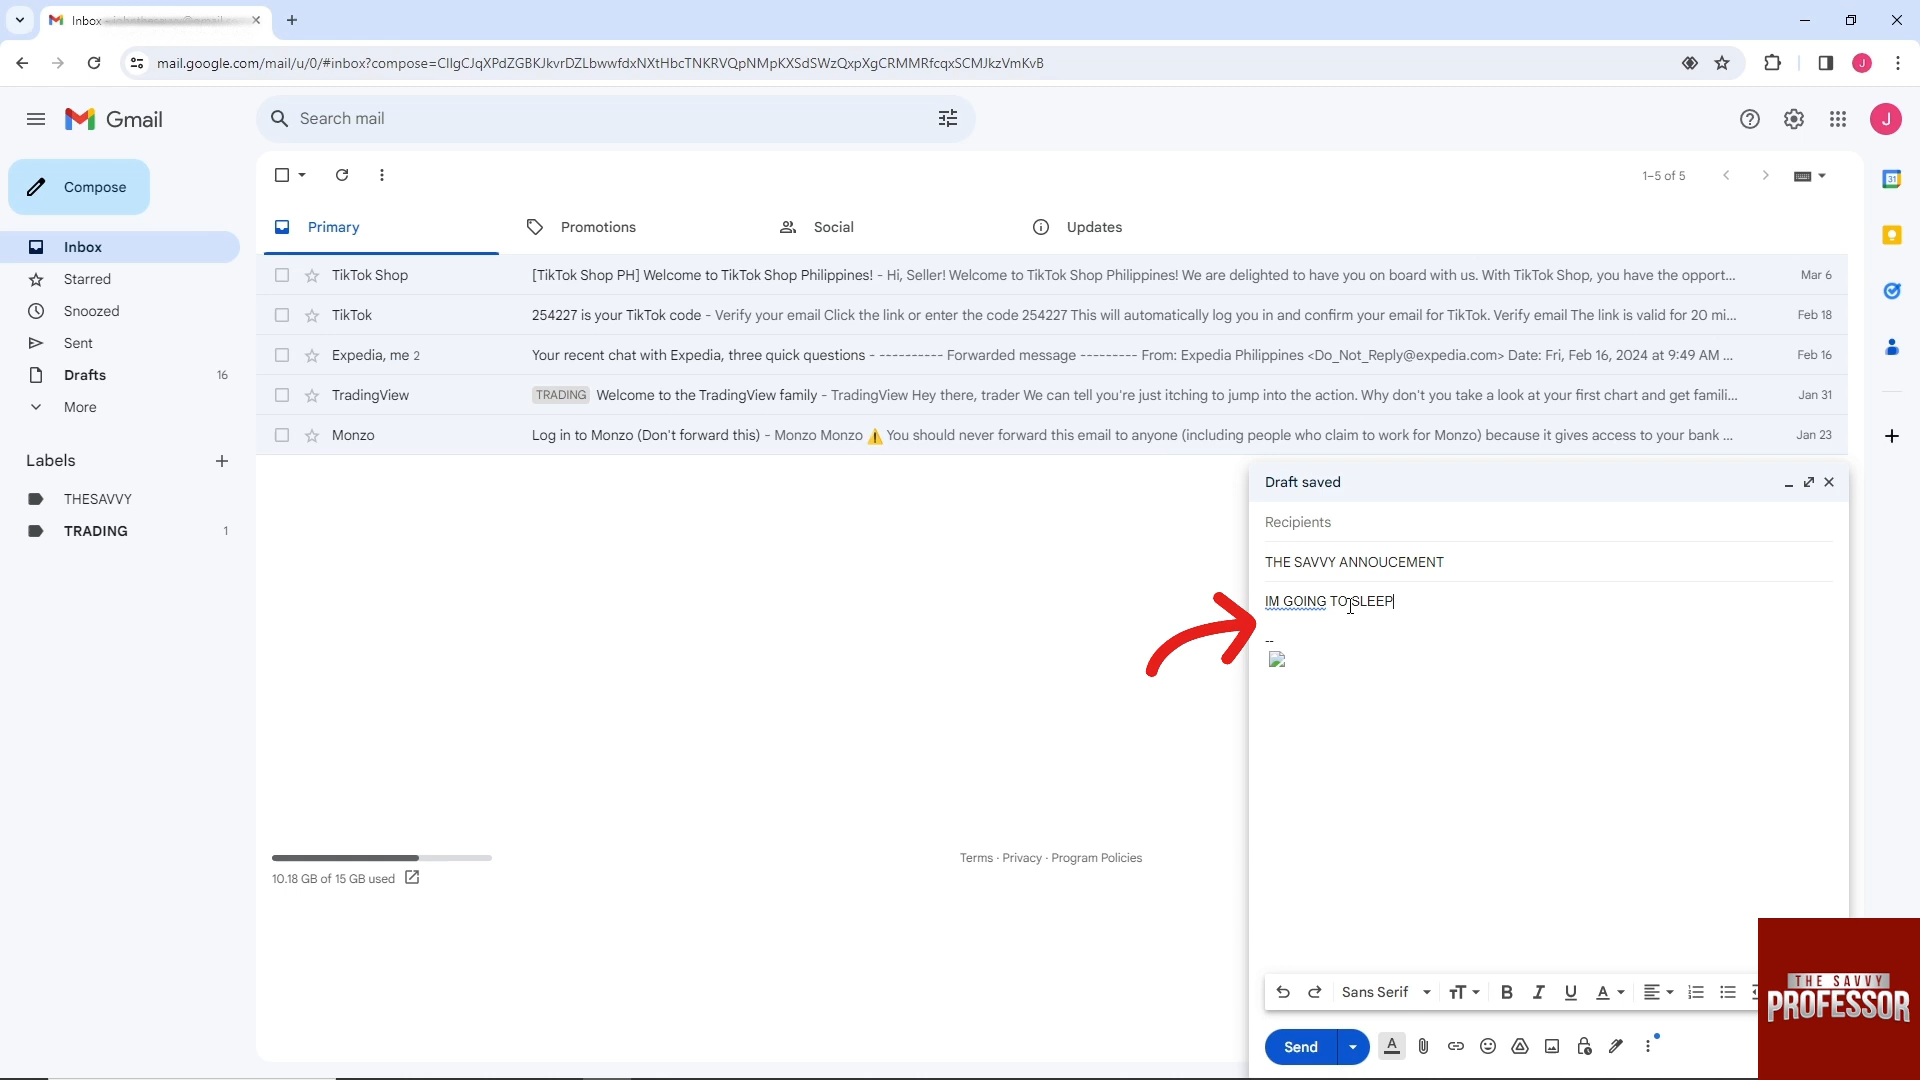 Inbox
mail.google.com/mail/u/0/#inbox?compose=CllgCJqXPdZGBKJkvrDZLbwwfdxNXtHbcTNKRVQpNMpKXSdSWzQxpXgCRMMRfcqxSCMJkzVmKvB
J
Gmail
Search mail
J
Compose
1–5 of 5
Primary
Promotions
Social
Updates
Inbox
Starred
Snoozed
Sent
Drafts 16
More
Labels
THESAVVY
TRADING 1
TikTok Shop [TikTok Shop PH] Welcome to TikTok Shop Philippines! - Hi, Seller! Welcome to TikTok Shop Philippines! We are delighted to have you on board with us. With TikTok Shop, you have the opport... Mar 6
TikTok 254227 is your TikTok code - Verify your email Click the link or enter the code 254227 This will automatically log you in and confirm your email for TikTok. Verify email The link is valid for 20 mi... Feb 18
Expedia, me 2 Your recent chat with Expedia, three quick questions - ---------- Forwarded message --------- From: Expedia Philippines <Do_Not_Reply@expedia.com> Date: Fri, Feb 16, 2024 at 9:49 AM ... Feb 16
TradingView TRADING Welcome to the TradingView family - TradingView Hey there, trader We can tell you're just itching to jump into the action. Why don't you take a look at your first chart and get famili... Jan 31
Monzo Log in to Monzo (Don't forward this) - Monzo Monzo ⚠️ You should never forward this email to anyone (including people who claim to work for Monzo) because it gives access to your bank ... Jan 23
10.18 GB of 15 GB used
Terms · Privacy · Program Policies
Draft saved
Recipients
THE SAVVY ANNOUCEMENT
IM GOING TO SLEEP
--
Sans Serif
Send
31
THE SAVVY
PROFESSOR